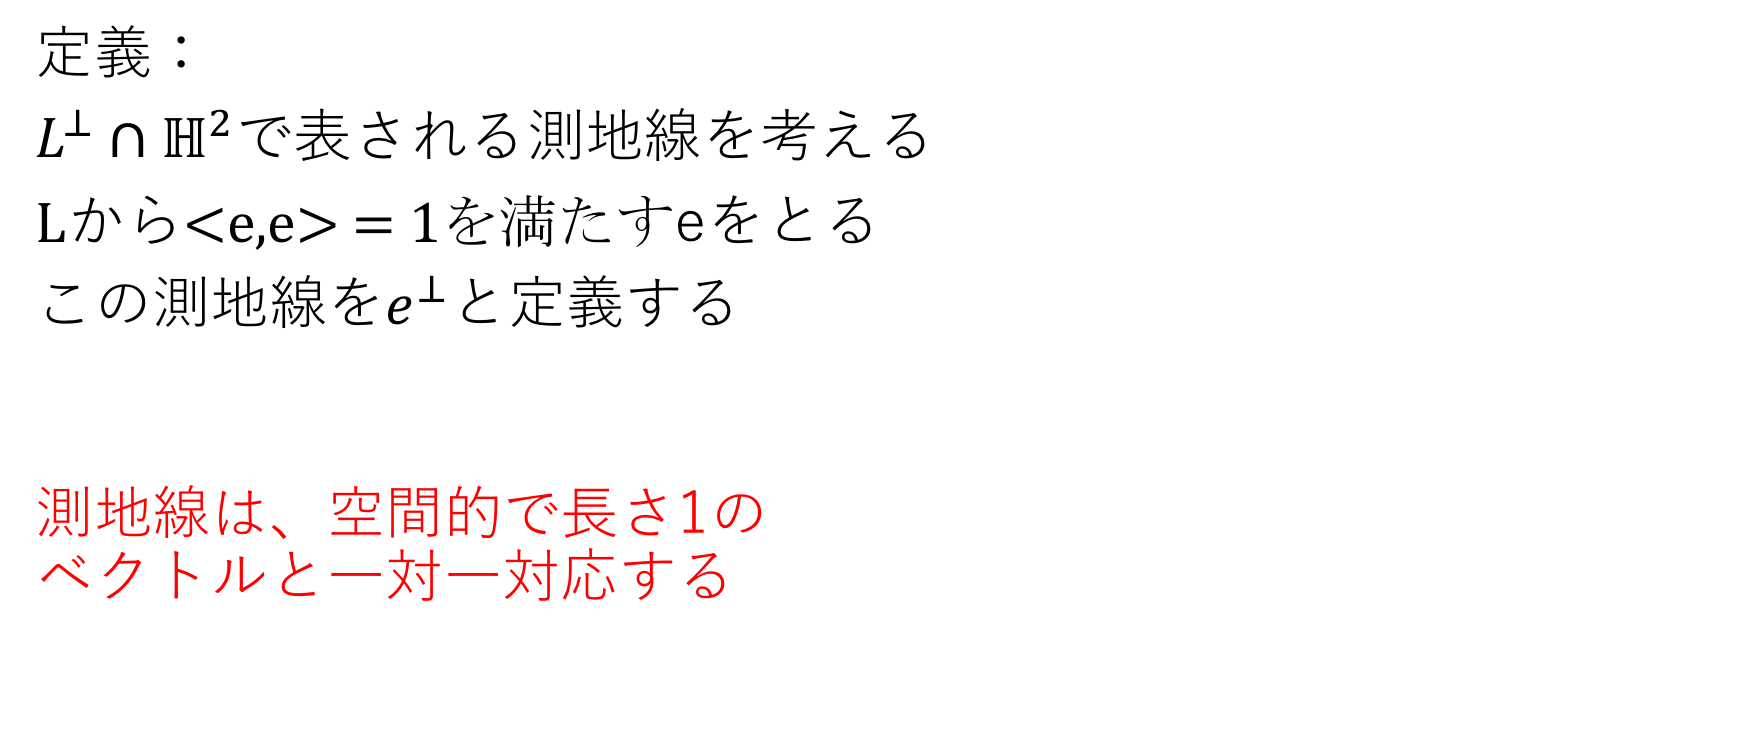 定義：
𝐿^⊥ ∩ ℍ^2で表される測地線を考える
Lから<e,e> = 1を満たすeをとる
この測地線を𝑒^⊥と定義する
測地線は、空間的で長さ1の
ベクトルと一対一対応する